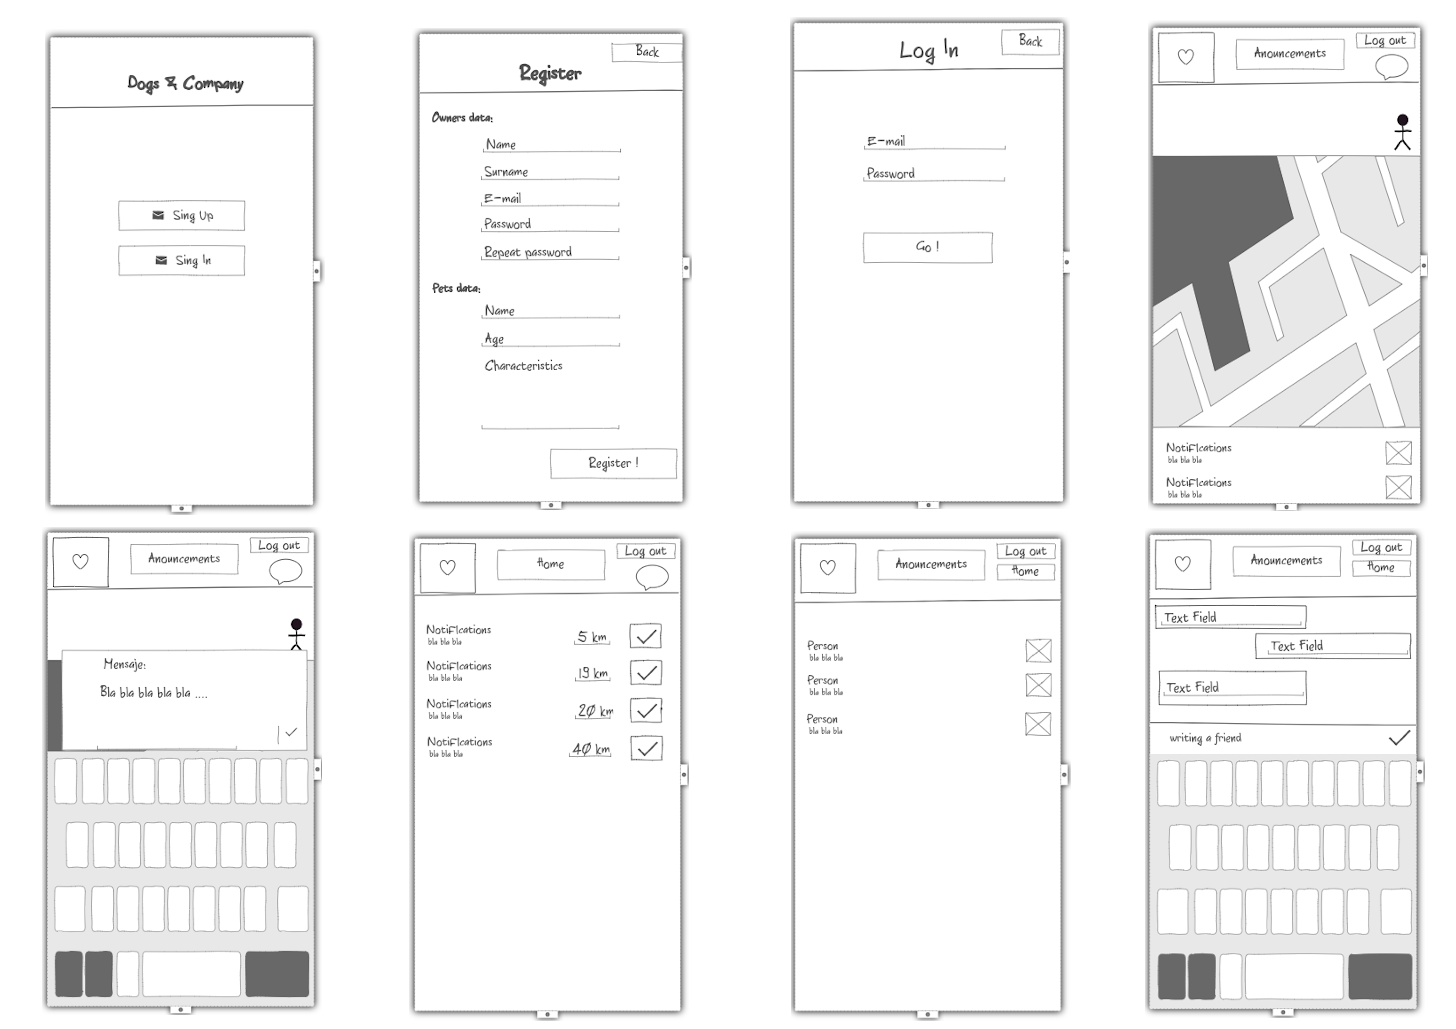 Dogs & Company
Sing Up
Sing In
Back
Register
Owners data:
Name
Surname
E-mail
Password
Repeat password
Pets data:
Name
Age
Characteristics
Register !
Log In
Back
E-mail
Password
Go !
Anouncements
Log out
Notifications
bla bla bla
Notifications
bla bla bla
Anouncements
Log out
Mensaje:
Bla bla bla bla bla ....
Home
Log out
Notifications
bla bla bla
5 km
Notifications
bla bla bla
19 km
Notifications
bla bla bla
20 km
Notifications
bla bla bla
40 km
Anouncements
Log out
Home
Person
bla bla bla
Person
bla bla bla
Person
bla bla bla
Anouncements
Log out
Home
Text Field
Text Field
Text Field
writing a friend